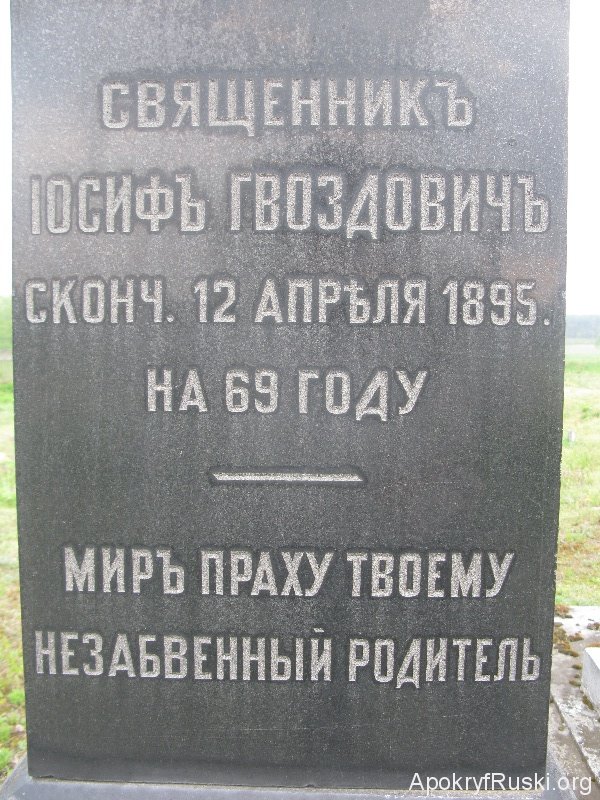 СВЯЩЕННИКЪ
ІОСИФЪ ГВОЗДОВИЧЪ
СКОНЧ. 12 АПРѢЛЯ 1895.
НА 69 ГОДУ
МИРЪ ПРАХУ ТВОЕМУ
НЕЗАБВЕННЫЙ РОДИТЕЛЬ
ApokryfRuski.org